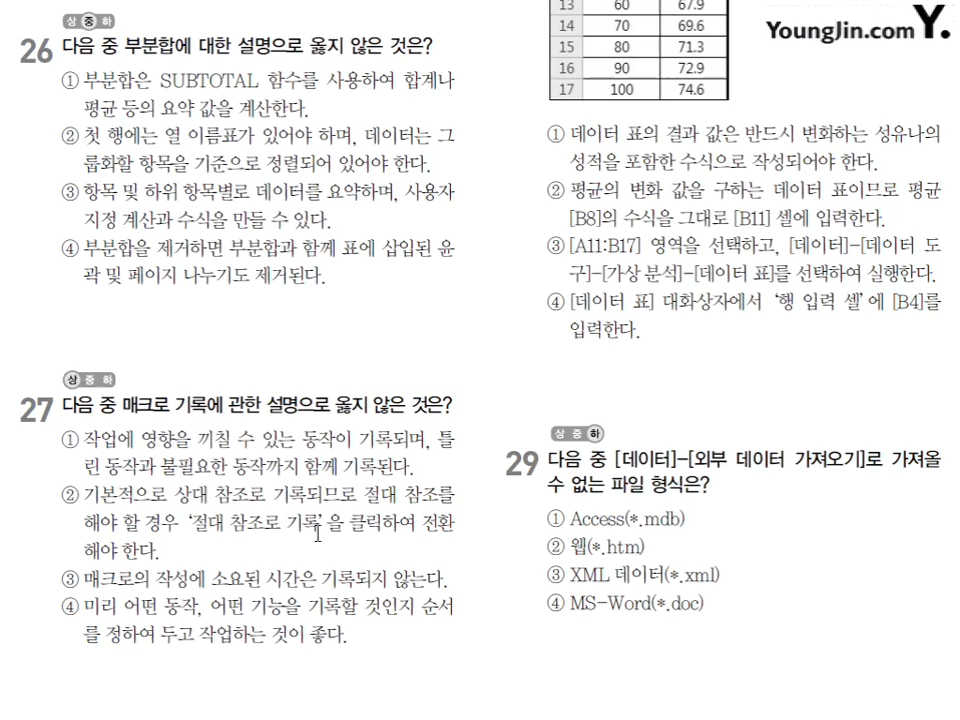 상 중 하
26 다음 중 부분합에 대한 설명으로 옳지 않은 것은?
① 부분합은 SUBTOTAL 함수를 사용하여 합계나
평균 등의 요약 값을 계산한다.
② 첫 행에는 열 이름표가 있어야 하며, 데이터는 그
룹화할 항목을 기준으로 정렬되어 있어야 한다.
③ 항목 및 하위 항목별로 데이터를 요약하며, 사용자
지정 계산과 수식을 만들 수 있다.
④ 부분합을 제거하면 부분합과 함께 표에 삽입된 윤
곽 및 페이지 나누기도 제거된다.
상 중 하
27 다음 중 매크로 기록에 관한 설명으로 옳지 않은 것은?
① 작업에 영향을 끼칠 수 있는 동작이 기록되며, 틀
린 동작과 불필요한 동작까지 함께 기록된다.
② 기본적으로 상대 참조로 기록되므로 절대 참조를
해야 할 경우 ‘절대 참조로 기록’을 클릭하여 전환
해야 한다.
③ 매크로의 작성에 소요된 시간은 기록되지 않는다.
④ 미리 어떤 동작, 어떤 기능을 기록할 것인지 순서
를 정하여 두고 작업하는 것이 좋다.
13 60 67.9
14 70 69.6
15 80 71.3
16 90 72.9
17 100 74.6
YoungJin.com Y.
① 데이터 표의 결과 값은 반드시 변화하는 성유나의
성적을 포함한 수식으로 작성되어야 한다.
② 평균의 변화 값을 구하는 데이터 표이므로 평균
[B8]의 수식을 그대로 [B11] 셀에 입력한다.
③ [A11:B17] 영역을 선택하고, [데이터]-[데이터 도
구]-[가상 분석]-[데이터 표]를 선택하여 실행한다.
④ [데이터 표] 대화상자에서 ‘행 입력 셀’에 [B4]를
입력한다.
상 중 하
29 다음 중 [데이터]-[외부 데이터 가져오기]로 가져올
수 없는 파일 형식은?
① Access(*.mdb)
② 웹(*.htm)
③ XML 데이터(*.xml)
④ MS-Word(*.doc)